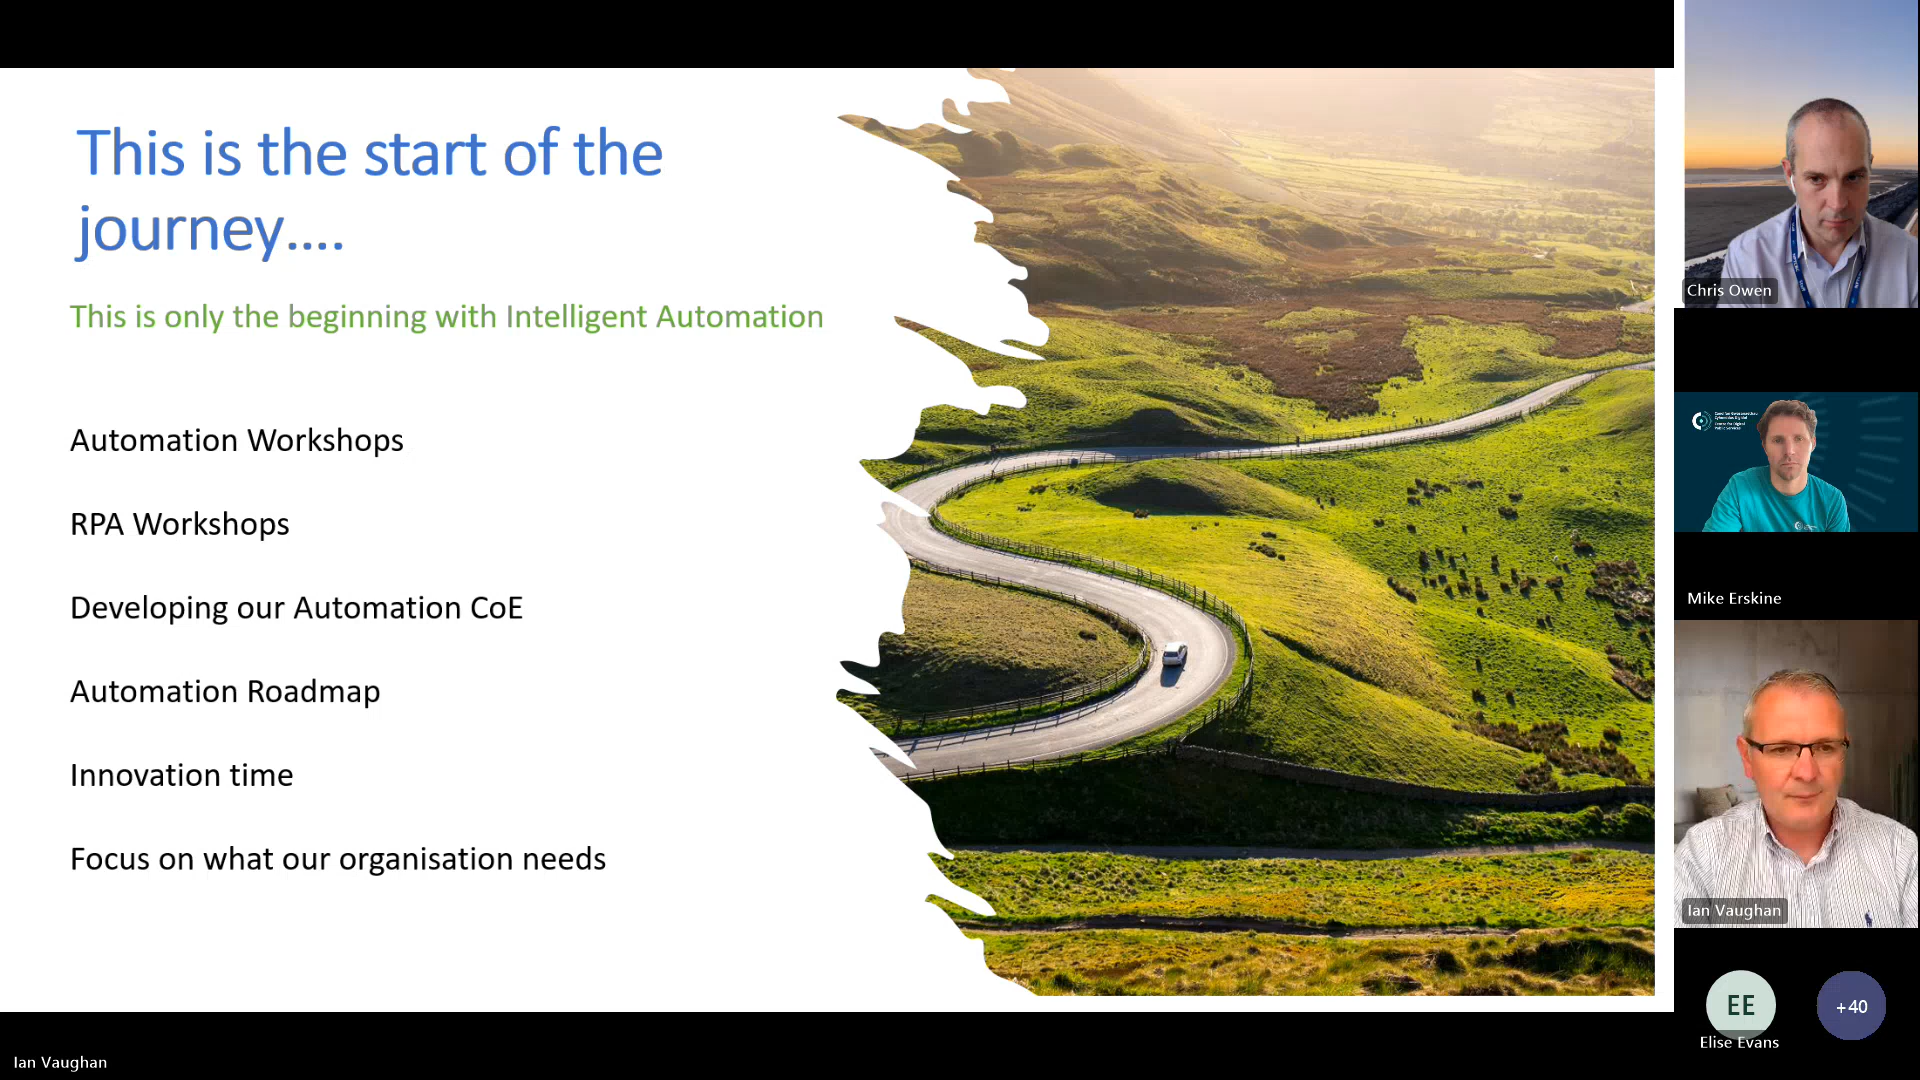 This is the start of the
journey....
This is only the beginning with Intelligent Automation
Automation Workshops
RPA Workshops
Developing our Automation CoE
Automation Roadmap
Innovation time
Focus on what our organisation needs
Ian Vaughan
Chris Owen
Mike Erskine
Ian Vaughan
EE
Elise Evans
+40